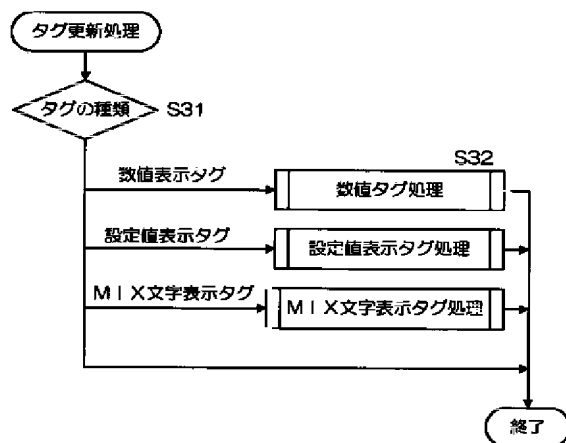 タグ更新処理
タグの種類
S31
S32
数値表示タグ
数値タグ処理
設定値表示タグ
設定値表示タグ処理
MIX文字表示タグ
MIX文字表示タグ処理
終了